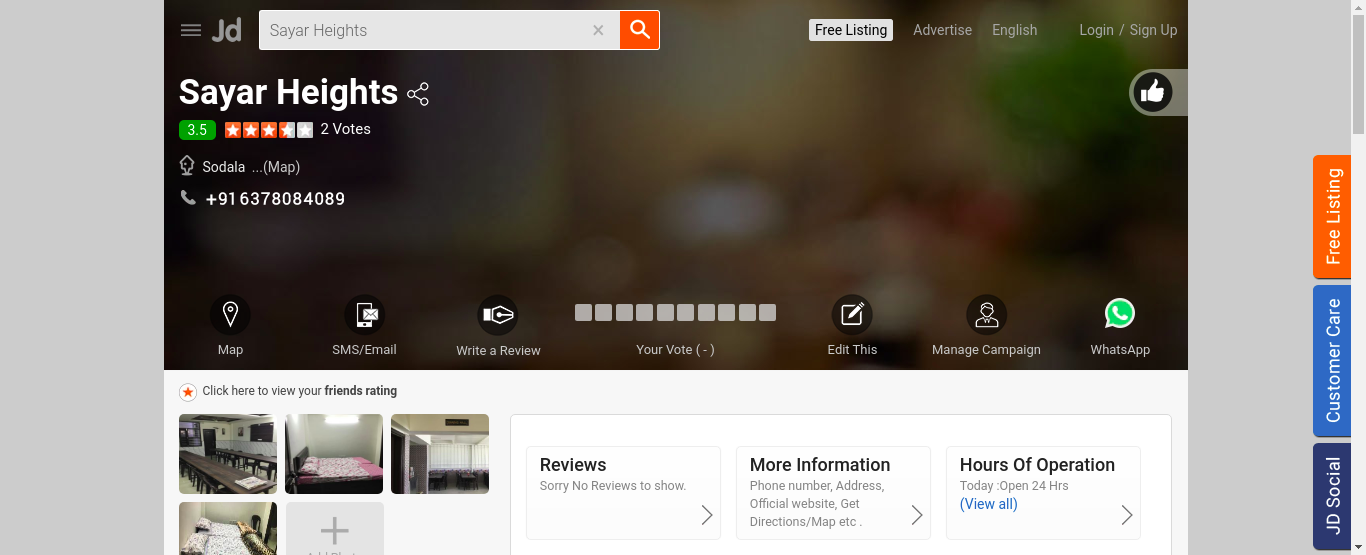 Jd
Sayar Heights
Free Listing
Advertise
English
Login / Sign Up
Sayar Heights
3.5
2 Votes
Sodala ...(Map)
+916378084089
Map
SMS/Email
Write a Review
Your Vote ( - )
Edit This
Manage Campaign
WhatsApp
Click here to view your friends rating
Reviews
Sorry No Reviews to show.
More Information
Phone number, Address,
Official website, Get
Directions/Map etc .
Hours Of Operation
Today :Open 24 Hrs
(View all)
Free Listing
Customer Care
JD Social